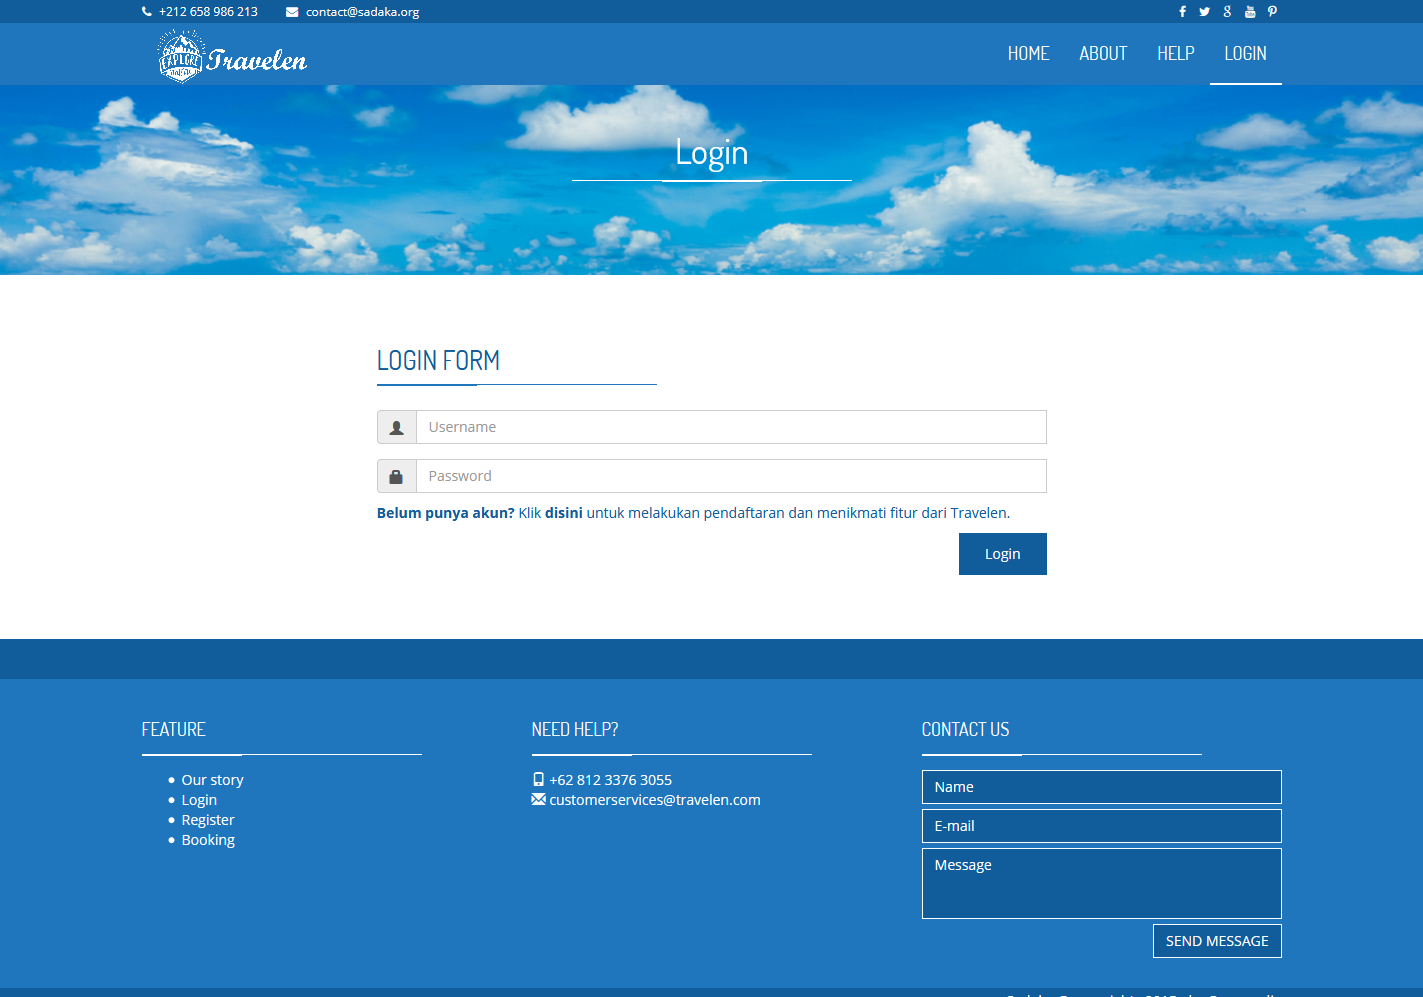 +212 658 986 213
contact@sadaka.org
EXPLORE
Travelen
HOME
ABOUT
HELP
LOGIN
Login
LOGIN FORM
Username
Password
Belum punya akun? Klik disini untuk melakukan pendaftaran dan menikmati fitur dari Travelen.
Login
FEATURE
Our story
Login
Register
Booking
NEED HELP?
+62 812 3376 3055
customerservices@travelen.com
CONTACT US
Name
E-mail
Message
SEND MESSAGE